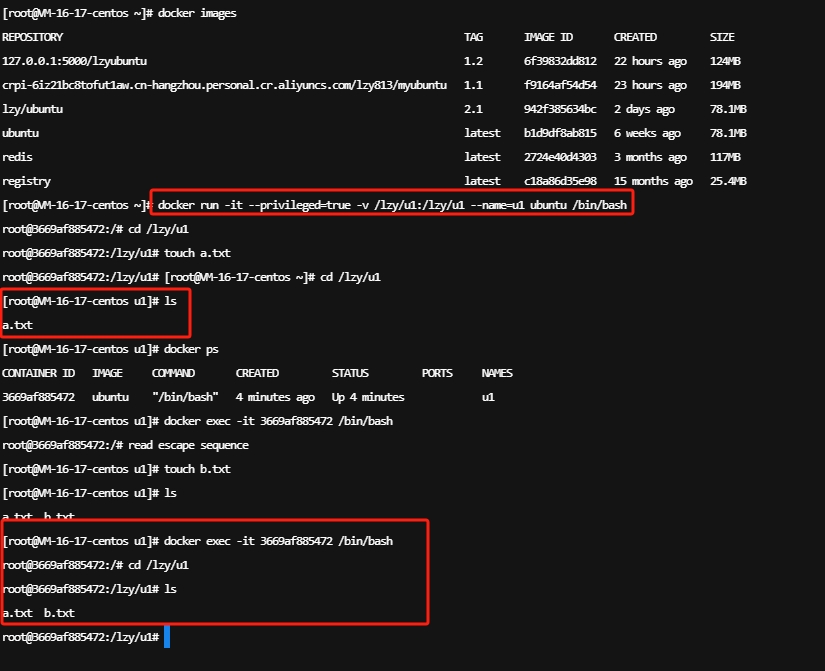 [root@VM-16-17-centos ~]# docker images
REPOSITORY TAG IMAGE ID CREATED SIZE
127.0.0.1:5000/lzyubuntu 1.2 6f39832dd812 22 hours ago 124MB
crpi-6iz21bc8tofut1aw.cn-hangzhou.personal.cr.aliyuncs.com/lzy813/myubuntu 1.1 f9164af54d54 23 hours ago 194MB
lzy/ubuntu 2.1 942f385634bc 2 days ago 78.1MB
ubuntu latest b1d9df8ab815 6 weeks ago 78.1MB
redis latest 2724e40d4303 3 months ago 117MB
registry latest c18a86d35e98 15 months ago 25.4MB
[root@VM-16-17-centos ~]# docker run -it --privileged=true -v /lzy/u1:/lzy/u1 --name=u1 ubuntu /bin/bash
root@3669af885472:/# cd /lzy/u1
root@3669af885472:/lzy/u1# touch a.txt
root@3669af885472:/lzy/u1# [root@VM-16-17-centos ~]# cd /lzy/u1
[root@VM-16-17-centos u1]# ls
a.txt
[root@VM-16-17-centos u1]# docker ps
CONTAINER ID IMAGE COMMAND CREATED STATUS PORTS NAMES
3669af885472 ubuntu "/bin/bash" 4 minutes ago Up 4 minutes u1
[root@VM-16-17-centos u1]# docker exec -it 3669af885472 /bin/bash
root@3669af885472:/# read escape sequence
[root@VM-16-17-centos u1]# touch b.txt
[root@VM-16-17-centos u1]# ls
a.txt b.txt
[root@VM-16-17-centos u1]# docker exec -it 3669af885472 /bin/bash
root@3669af885472:/# cd /lzy/u1
root@3669af885472:/lzy/u1# ls
a.txt b.txt
root@3669af885472:/lzy/u1#